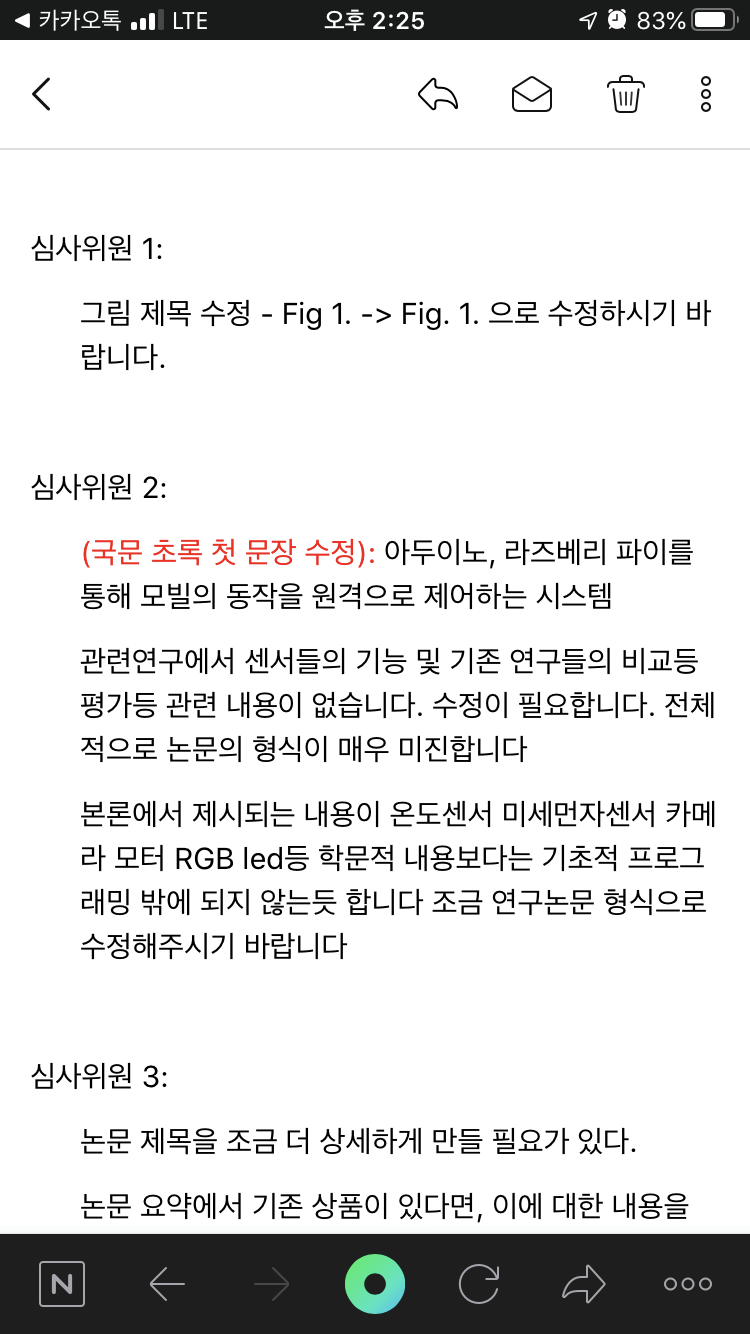 ◀ 카카오톡 LTE 오후 2:25 83%
심사위원 1:
그림 제목 수정 - Fig 1. -> Fig. 1. 으로 수정하시기 바
랍니다.
심사위원 2:
(국문 초록 첫 문장 수정): 아두이노, 라즈베리 파이를
통해 모빌의 동작을 원격으로 제어하는 시스템
관련연구에서 센서들의 기능 및 기존 연구들의 비교등
평가등 관련 내용이 없습니다. 수정이 필요합니다. 전체
적으로 논문의 형식이 매우 미진합니다
본론에서 제시되는 내용이 온도센서 미세먼자센서 카메
라 모터 RGB led등 학문적 내용보다는 기초적 프로그
래밍 밖에 되지 않는듯 합니다 조금 연구논문 형식으로
수정해주시기 바랍니다
심사위원 3:
논문 제목을 조금 더 상세하게 만들 필요가 있다.
논문 요약에서 기존 상품이 있다면, 이에 대한 내용을
N